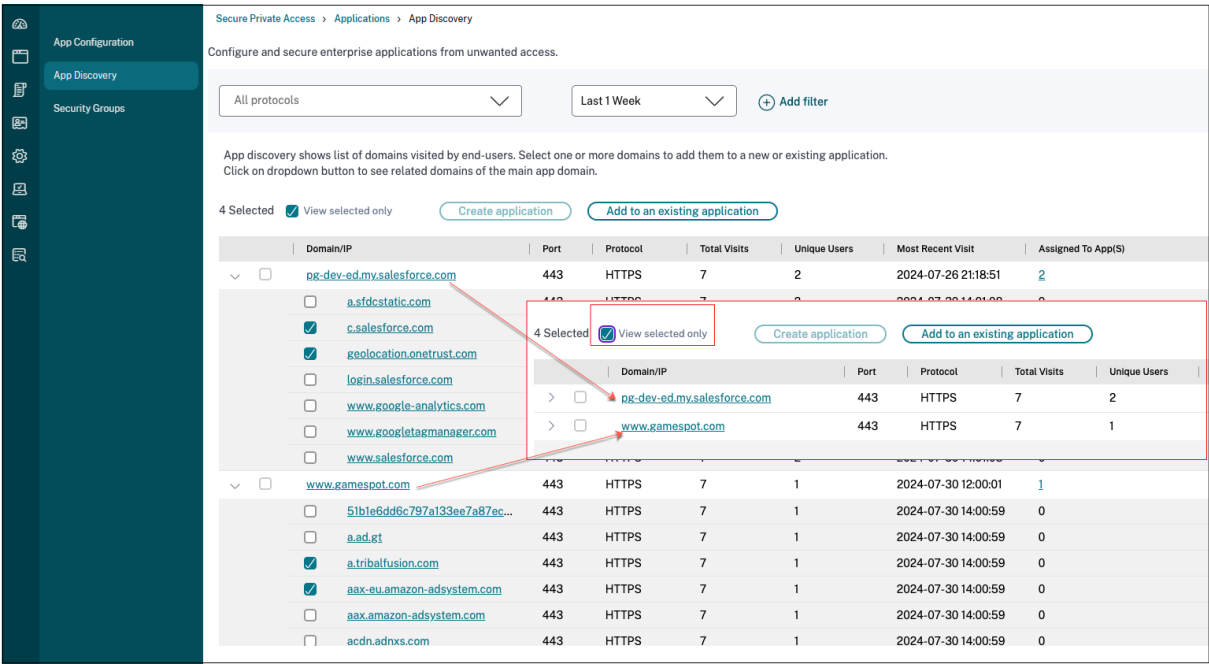 Secure Private Access › Applications › App Discovery
App Configuration
App Discovery
Security Groups
Configure and secure enterprise applications from unwanted access.
All protocols
Last 1 Week
Add filter
App discovery shows list of domains visited by end-users. Select one or more domains to add them to a new or existing application.
Click on dropdown button to see related domains of the main app domain.
4 Selected View selected only Create application Add to an existing application
Domain/IP Port Protocol Total Visits Unique Users Most Recent Visit Assigned To App(S)
pg-dev-ed.my.salesforce.com 443 HTTPS 7 2 2024-07-26 21:18:51 2
a.sfdcstatic.com
c.salesforce.com
geolocation.onetrust.com
login.salesforce.com
www.google-analytics.com
www.googletagmanager.com
www.salesforce.com
4 Selected View selected only Create application Add to an existing application
Domain/IP Port Protocol Total Visits Unique Users
pg-dev-ed.my.salesforce.com 443 HTTPS 7 2
www.gamespot.com 443 HTTPS 7 1
www.gamespot.com 443 HTTPS 7 1 2024-07-30 12:00:01 1
51b1e6dd6c797a133ee7a87ec... 443 HTTPS 7 1 2024-07-30 14:00:59 0
a.ad.gt 443 HTTPS 7 1 2024-07-30 14:00:59 0
a.tribalfusion.com 443 HTTPS 7 1 2024-07-30 14:00:59 0
aax-eu.amazon-adsystem.com 443 HTTPS 7 1 2024-07-30 14:00:59 0
aax.amazon-adsystem.com 443 HTTPS 7 1 2024-07-30 14:00:59 0
acdn.adnxs.com 443 HTTPS 7 1 2024-07-30 14:00:59 0